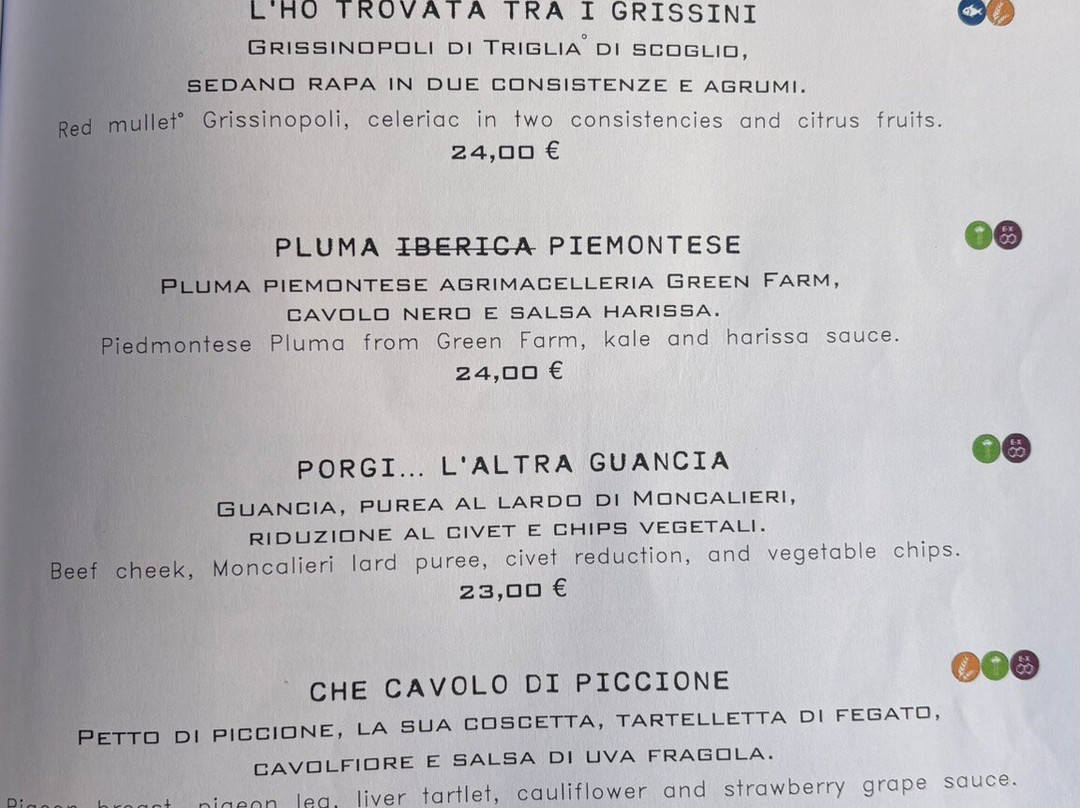 L'HO TROVATA TRA I GRISSINI
GRISSINOPOLI DI TRIGLIA° DI SCOGLIO,
SEDANO RAPA IN DUE CONSISTENZE E AGRUMI.
Red mullet° Grissinopoli, celeriac in two consistencies and citrus fruits.
24,00 €
PLUMA IBERICA PIEMONTESE
PLUMA PIEMONTESE AGRIMACELLERIA GREEN FARM,
CAVOLO NERO E SALSA HARISSA.
Piedmontese Pluma from Green Farm, kale and harissa sauce.
24,00 €
PORGI... L'ALTRA GUANCIA
GUANCIA, PUREA AL LARDO DI MONCALIERI,
RIDUZIONE AL CIVET E CHIPS VEGETALI.
Beef cheek, Moncalieri lard puree, civet reduction, and vegetable chips.
23,00 €
CHE CAVOLO DI PICCIONE
PETTO DI PICCIONE, LA SUA COSCETTA, TARTELLETTA DI FEGATO,
CAVOLFIORE E SALSA DI UVA FRAGOLA.
Pigeon breast, pigeon leg, liver tartlet, cauliflower and strawberry grape sauce.
E-X
E-X
E-X